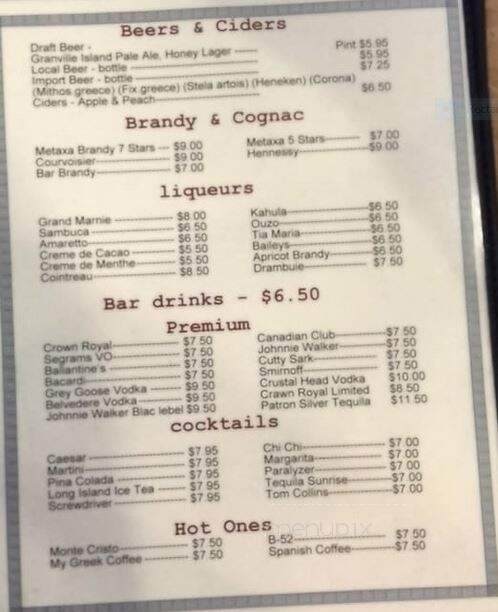 Beers & Ciders
Draft Beer -
Granville Island Pale Ale, Honey Lager ----- Pint $5.95
Local Beer - bottle ----- $5.95
Import Beer - bottle ----- $7.25
(Mithos greece) (Fix greece) (Stela artois) (Heneken) (Corona)
Ciders - Apple & Peach----- $6.50
Brandy & Cognac
Metaxa Brandy 7 Stars --- $9.00
Courvoisier----- $9.00
Bar Brandy----- $7.00
Metaxa 5 Stars----- $7.00
Hennessy----- $9.00
liqueurs
Grand Marnie ----- $8.00
Sambuca ----- $6.50
Amaretto----- $6.50
Creme de Cacao ----- $5.50
Creme de Menthe----- $5.50
Cointreau----- $8.50
Kahula----- $6.50
Ouzo----- $6.50
Tia Maria----- $6.50
Baileys----- $6.50
Apricot Brandy----- $6.50
Drambuie----- $7.50
Bar drinks - $6.50
Premium
Crown Royal----- $7.50
Segrams VO----- $7.50
Ballantine's ----- $7.50
Bacardi----- $7.50
Grey Goose Vodka ----- $9.50
Belvedere Vodka----- $9.50
Johnnie Walker Blac lebel $9.50
Canadian Club----- $7.50
Johnnie Walker----- $7.50
Cutty Sark----- $7.50
Smirnoff----- $7.50
Crustal Head Vodka $10.00
Crawn Royal Limited $8.50
Patron Silver Tequila $11.50
cocktails
Caesar ----- $7.95
Martini----- $7.95
Pina Colada ----- $7.95
Long Island Ice Tea ----- $7.95
Screwdriver----- $7.95
Chi Chi----- $7.00
Margarita----- $7.00
Paralyzer----- $7.00
Tequila Sunrise----- $7.00
Tom Collins----- $7.00
Hot Ones
Monte Cristo----- $7.50
My Greek Coffee ----- $7.50
B-52----- $7.50
Spanish Coffee----- $7.50
menupix